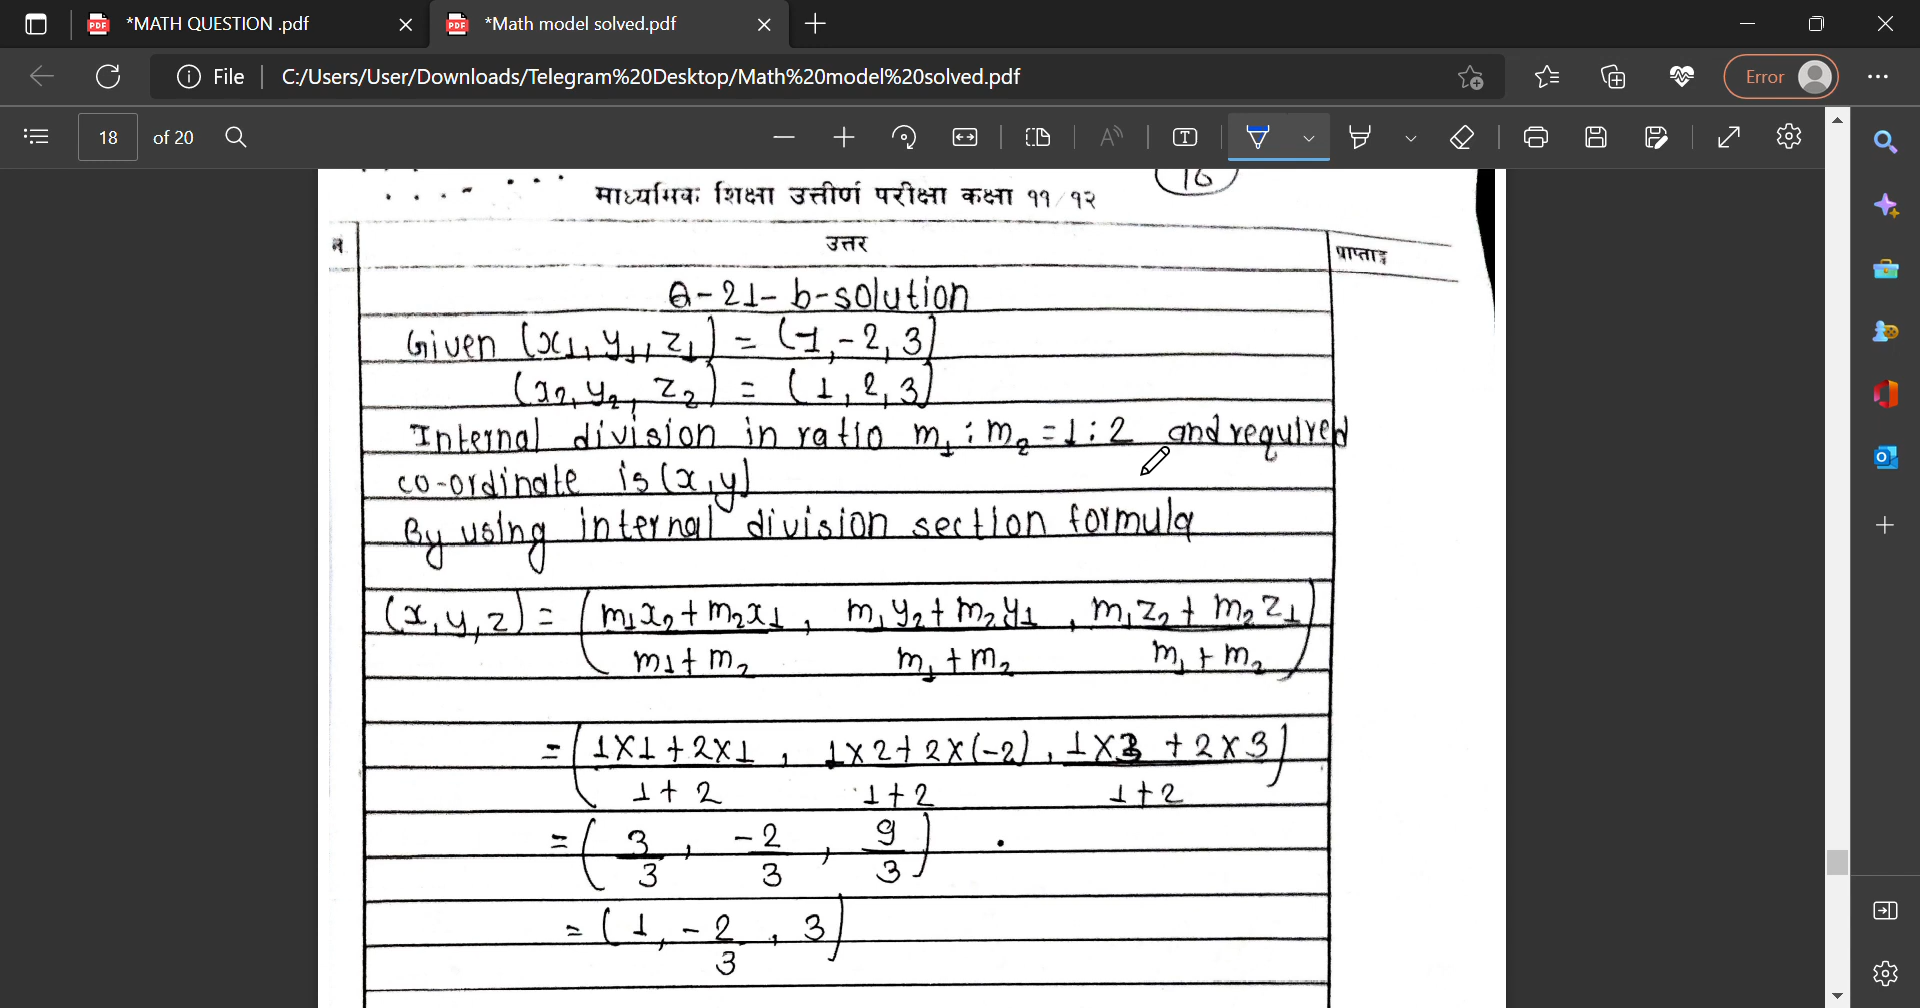 *MATH QUESTION .pdf
*Math model solved.pdf
File
C:/Users/User/Downloads/Telegram%20Desktop/Math%20model%20solved.pdf
Error
18 of 20
माध्यमिक शिक्षा उत्तीर्ण परीक्षा कक्षा ११/१२
16
उत्तर
प्राप्ताङ्क
Q-21-b-solution
Given (x1, y1, z1) = (1, -2, 3)
(x2, y2, z2) = (1, 2, 3)
Internal division in ratio m1 : m2 = 1 : 2 and required
co-ordinate is (x, y)
By using internal division section formula
(x, y, z) = ( m1x2 + m2x1 , m1y2 + m2y1 , m1z2 + m2z1 )
m1 + m2 m1 + m2 m1 + m2
= ( 1X1 + 2X1 , 1X2 + 2X(-2) , 1X3 + 2X3 )
1 + 2 1 + 2 1 + 2
= ( 3 , -2 , 9 )
3 3 3
= ( 1, - 2 , 3 )
3